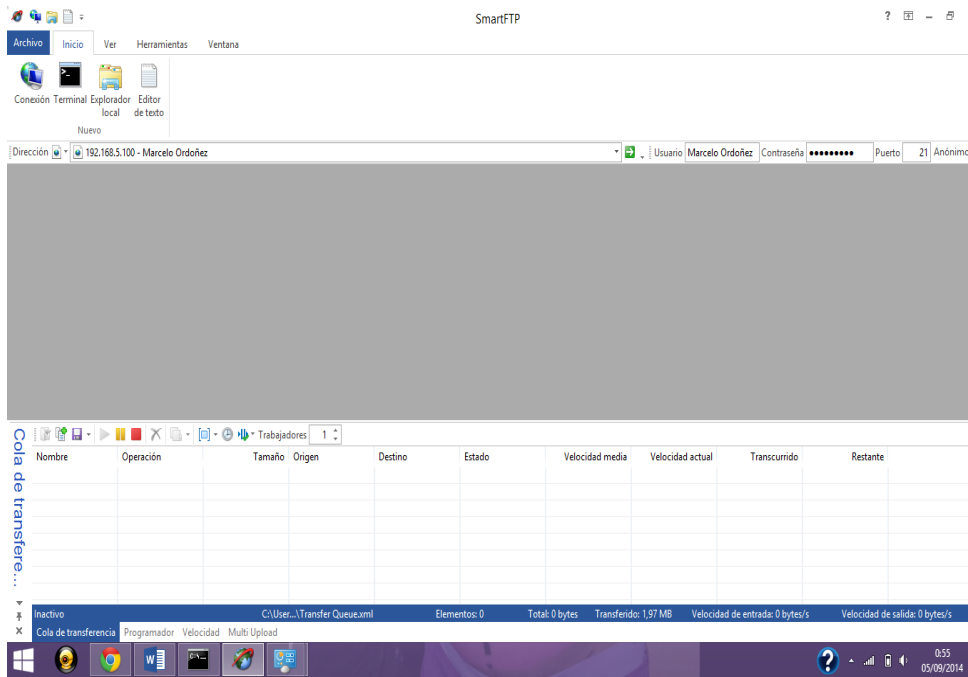 SmartFTP
Archivo Inicio Ver Herramientas Ventana
Conexión Terminal Explorador local Editor de texto
Nuevo
Dirección 192.168.5.100 - Marcelo Ordoñez Usuario Marcelo Ordoñez Contraseña ●●●●●●●●● Puerto 21 Anónimo
Cola de transfere...
Trabajadores 1
Nombre Operación Tamaño Origen Destino Estado Velocidad media Velocidad actual Transcurrido Restante
Inactivo C:\User...\Transfer Queue.xml Elementos: 0 Total: 0 bytes Transferido: 1,97 MB Velocidad de entrada: 0 bytes/s Velocidad de salida: 0 bytes/s
Cola de transferencia Programador Velocidad Multi Upload
0:55
05/09/2014